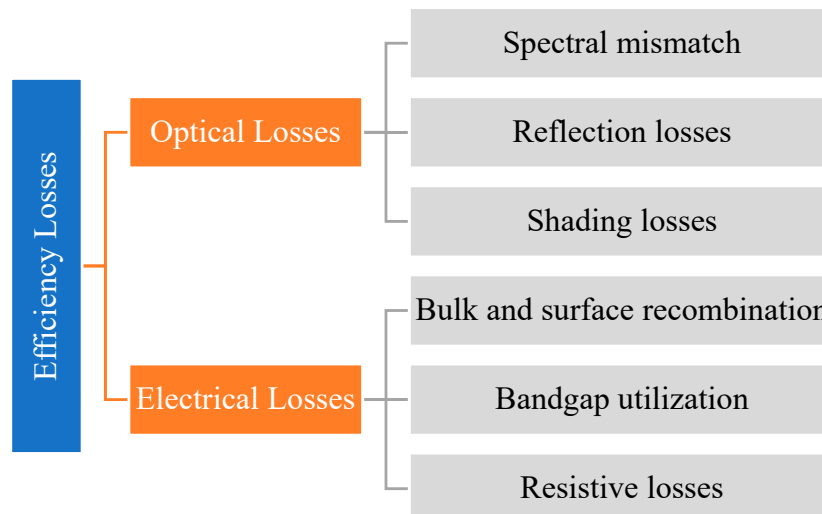 Efficiency Losses
Optical Losses
Spectral mismatch
Reflection losses
Shading losses
Electrical Losses
Bulk and surface recombination
Bandgap utilization
Resistive losses